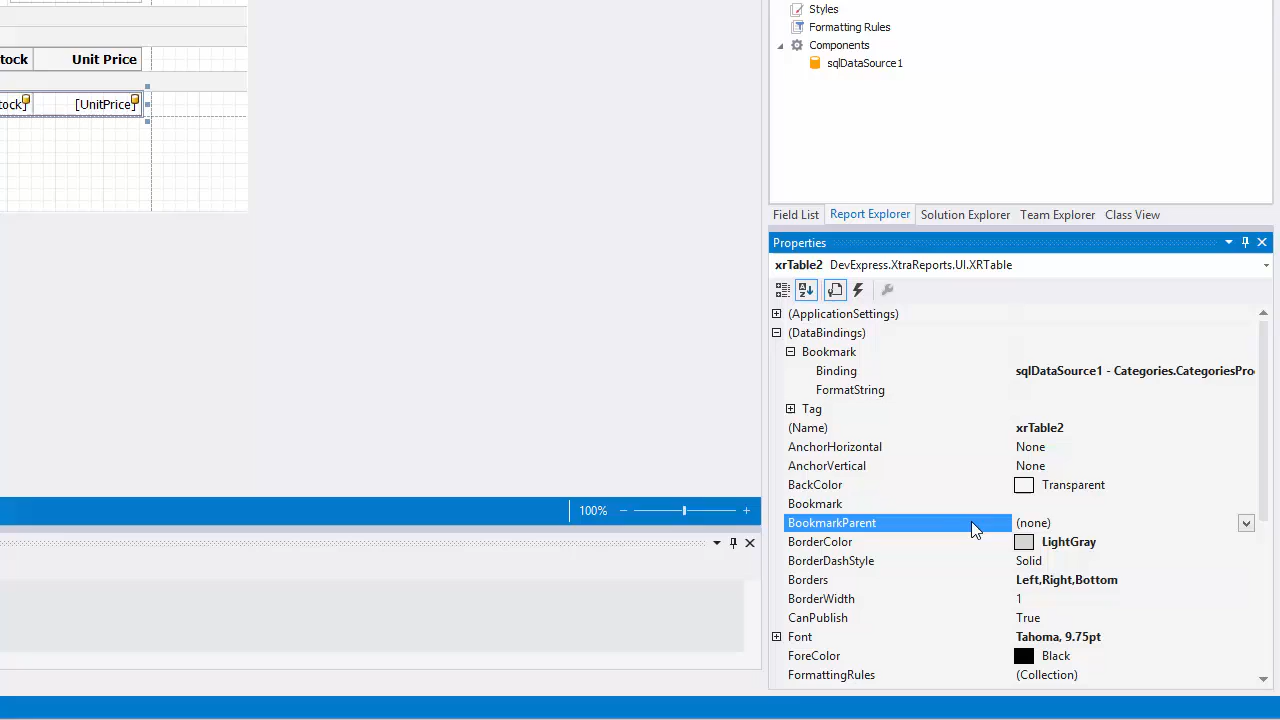 Styles
Formatting Rules
Components
sqlDataSource1
tock
Unit Price
tock]
[UnitPrice]
Field List
Report Explorer
Solution Explorer
Team Explorer
Class View
Properties
xrTable2 DevExpress.XtraReports.UI.XRTable
(ApplicationSettings)
(DataBindings)
Bookmark
Binding sqlDataSource1 - Categories.CategoriesPro
FormatString
Tag
(Name) xrTable2
AnchorHorizontal None
AnchorVertical None
BackColor Transparent
Bookmark
BookmarkParent (none)
BorderColor LightGray
BorderDashStyle Solid
Borders Left,Right,Bottom
BorderWidth 1
CanPublish True
Font Tahoma, 9.75pt
ForeColor Black
FormattingRules (Collection)
100%